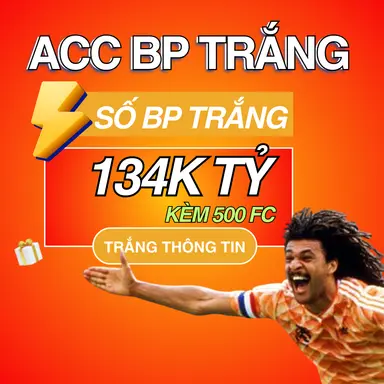 ACC BP TRẮNG
SỐ BP TRẮNG
134K TỶ
KÈM 500 FC
TRẮNG THÔNG TIN